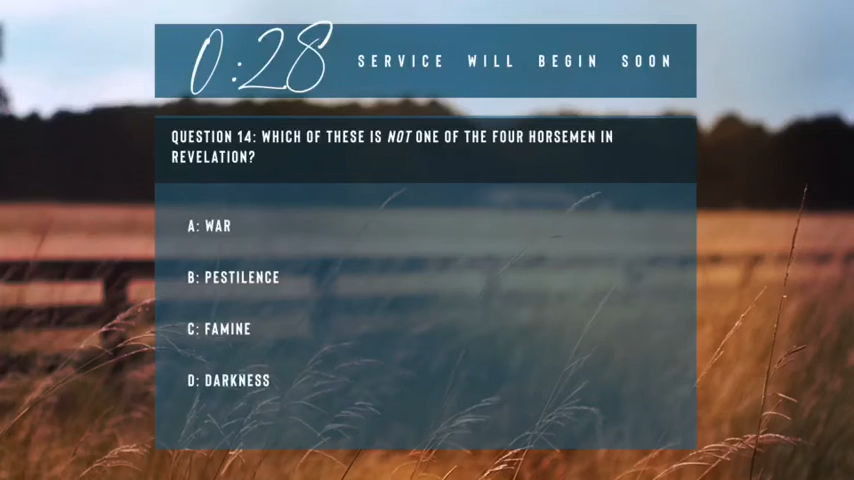 0:28 SERVICE WILL BEGIN SOON
QUESTION 14: WHICH OF THESE IS NOT ONE OF THE FOUR HORSEMEN IN
REVELATION?
A: WAR
B: PESTILENCE
C: FAMINE
D: DARKNESS